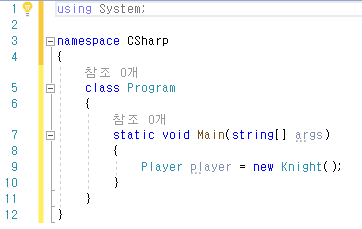 1 using System;
2
3 namespace CSharp
4 {
참조 0개
5 class Program
6 {
참조 0개
7 static void Main(string[] args)
8 {
9 Player player = new Knight();
10 }
11 }
12 }